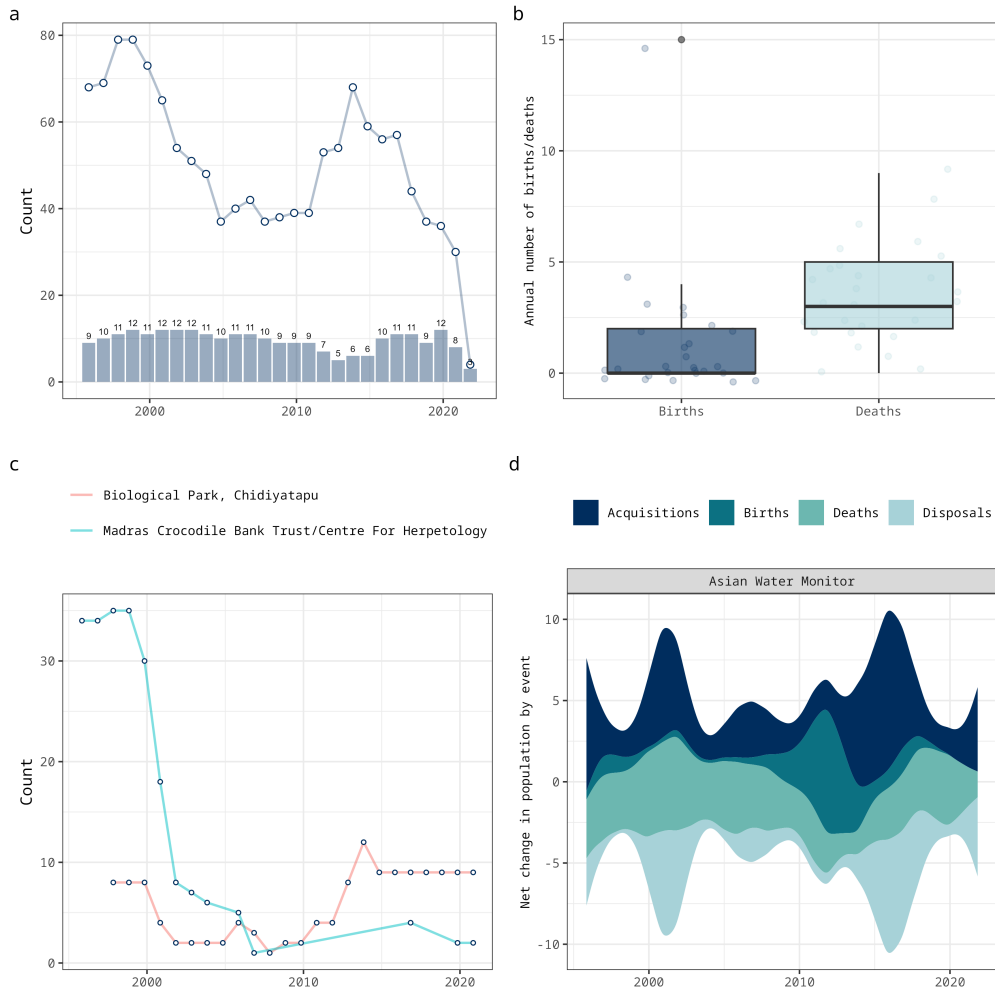 a
Count
80
60
40
20
0
9 10 11 12 11 12 12 12 11 10 11 11 10 9 9 9 7 5 6 6 10 11 11 9 12 8 3
2000 2010 2020
b
Annual number of births/deaths
15
10
5
0
Births Deaths
c
Biological Park, Chidiyatapu
Madras Crocodile Bank Trust/Centre For Herpetology
Count
30
20
10
0
2000 2010 2020
d
Acquisitions Births Deaths Disposals
Asian Water Monitor
Net change in population by event
10
5
0
-5
-10
2000 2010 2020